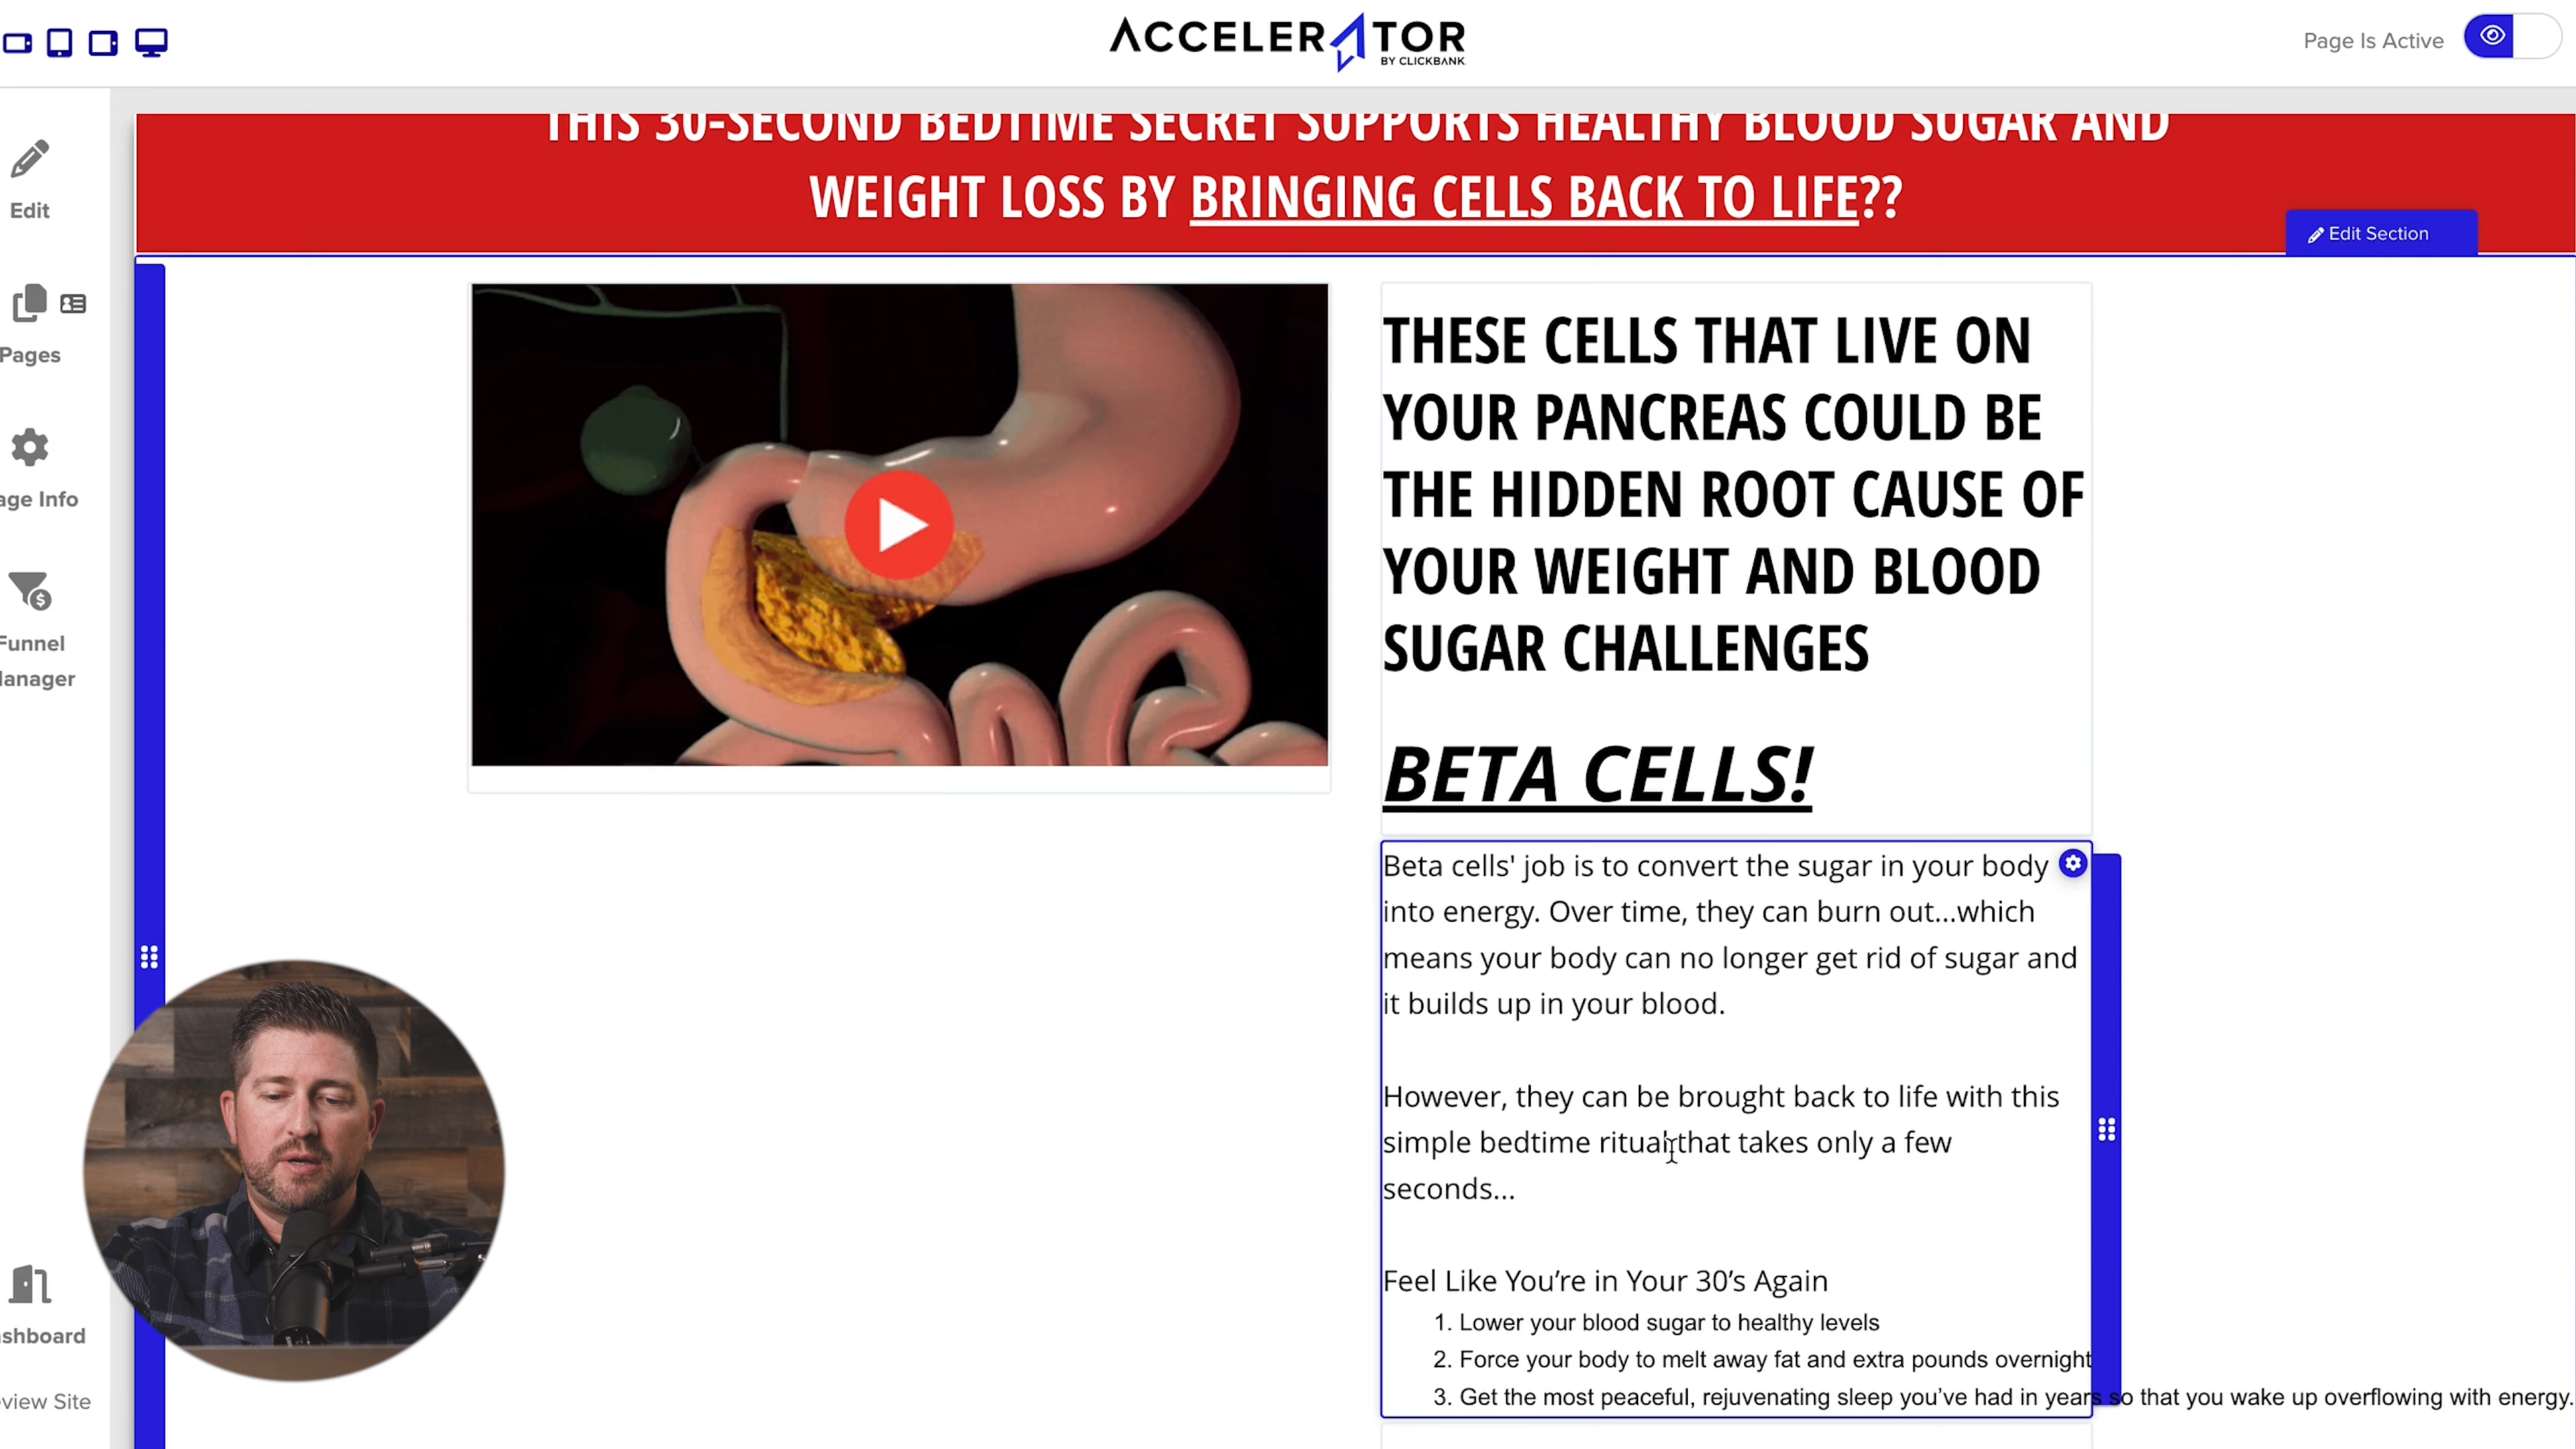 ACCELERATOR
BY CLICKBANK
Page Is Active
THIS 30-SECOND BEDTIME SECRET SUPPORTS HEALTHY BLOOD SUGAR AND
WEIGHT LOSS BY BRINGING CELLS BACK TO LIFE??
Edit Section
Edit
Pages
age Info
Funnel
anager
shboard
view Site
THESE CELLS THAT LIVE ON
YOUR PANCREAS COULD BE
THE HIDDEN ROOT CAUSE OF
YOUR WEIGHT AND BLOOD
SUGAR CHALLENGES
BETA CELLS!
Beta cells' job is to convert the sugar in your body
into energy. Over time, they can burn out...which
means your body can no longer get rid of sugar and
it builds up in your blood.
However, they can be brought back to life with this
simple bedtime ritual that takes only a few
seconds...
Feel Like You’re in Your 30’s Again
1. Lower your blood sugar to healthy levels
2. Force your body to melt away fat and extra pounds overnight
3. Get the most peaceful, rejuvenating sleep you’ve had in years so that you wake up overflowing with energy.